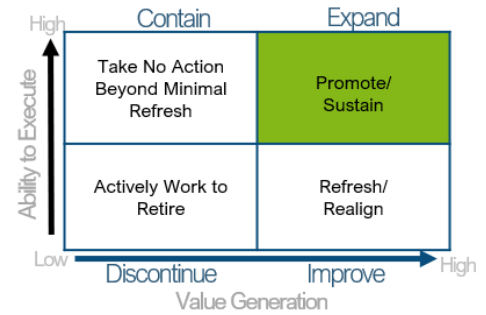 High
Contain
Expand
Take No Action
Beyond Minimal
Refresh
Promote/
Sustain
Ability to Execute
Actively Work to
Retire
Refresh/
Realign
Low
High
Discontinue
Improve
Value Generation